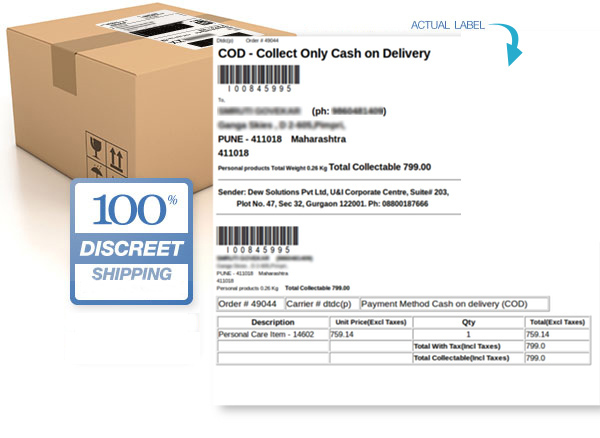 ACTUAL LABEL
Dtdc(p) Order # 49044
COD - Collect Only Cash on Delivery
I00845995
To,
(ph:
PUNE - 411018 Maharashtra
411018
Personal products Total Weight 0.26 Kg Total Collectable 799.00
Sender: Dew Solutions Pvt Ltd, U&I Corporate Centre, Suite# 203,
Plot No. 47, Sec 32, Gurgaon 122001. Ph: 08800187666
I00845995
PUNE - 411018 Maharashtra
411018
Personal products 0.26 Kg Total Collectable 799.00
Order # 49044 Carrier # dtdc(p) Payment Method Cash on delivery (COD)
Description Unit Price(Excl Taxes) Qty Total(Excl Taxes)
Personal Care Item - 14602 759.14 1 759.14
Total With Tax(Incl Taxes) 799.0
Total Collectable(Incl Taxes) 799.0
100%
DISCREET
SHIPPING